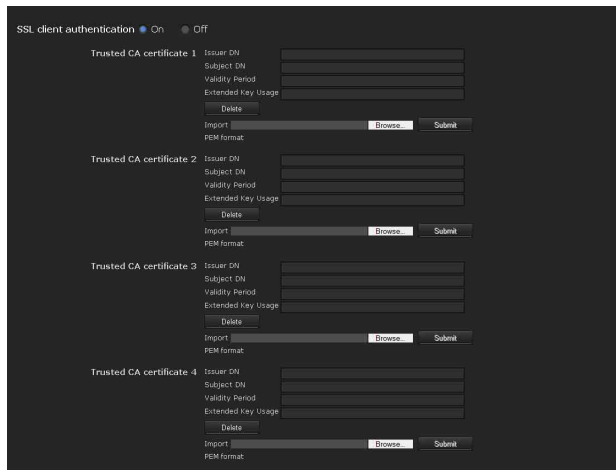 SSL client authentication On Off
Trusted CA certificate 1 Issuer DN
Subject DN
Validity Period
Extended Key Usage
Delete
Import Browse... Submit
PEM format
Trusted CA certificate 2 Issuer DN
Subject DN
Validity Period
Extended Key Usage
Delete
Import Browse... Submit
PEM format
Trusted CA certificate 3 Issuer DN
Subject DN
Validity Period
Extended Key Usage
Delete
Import Browse... Submit
PEM format
Trusted CA certificate 4 Issuer DN
Subject DN
Validity Period
Extended Key Usage
Delete
Import Browse... Submit
PEM format